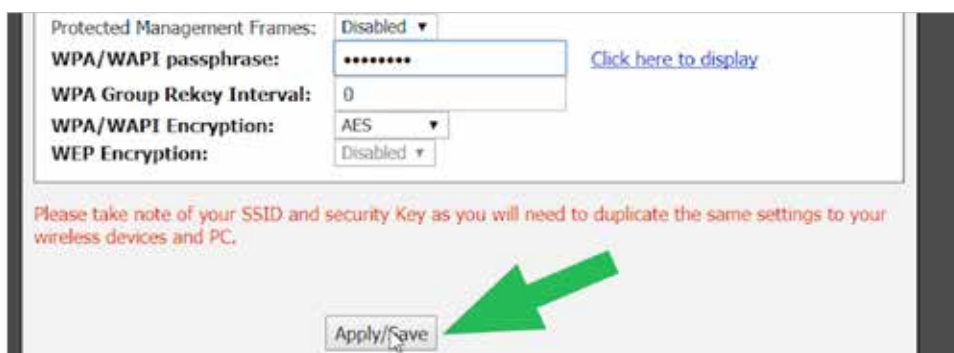 Protected Management Frames: Disabled
WPA/WAPI passphrase: •••••••• Click here to display
WPA Group Rekey Interval: 0
WPA/WAPI Encryption: AES
WEP Encryption: Disabled
Please take note of your SSID and security Key as you will need to duplicate the same settings to your
wireless devices and PC.
Apply/Save